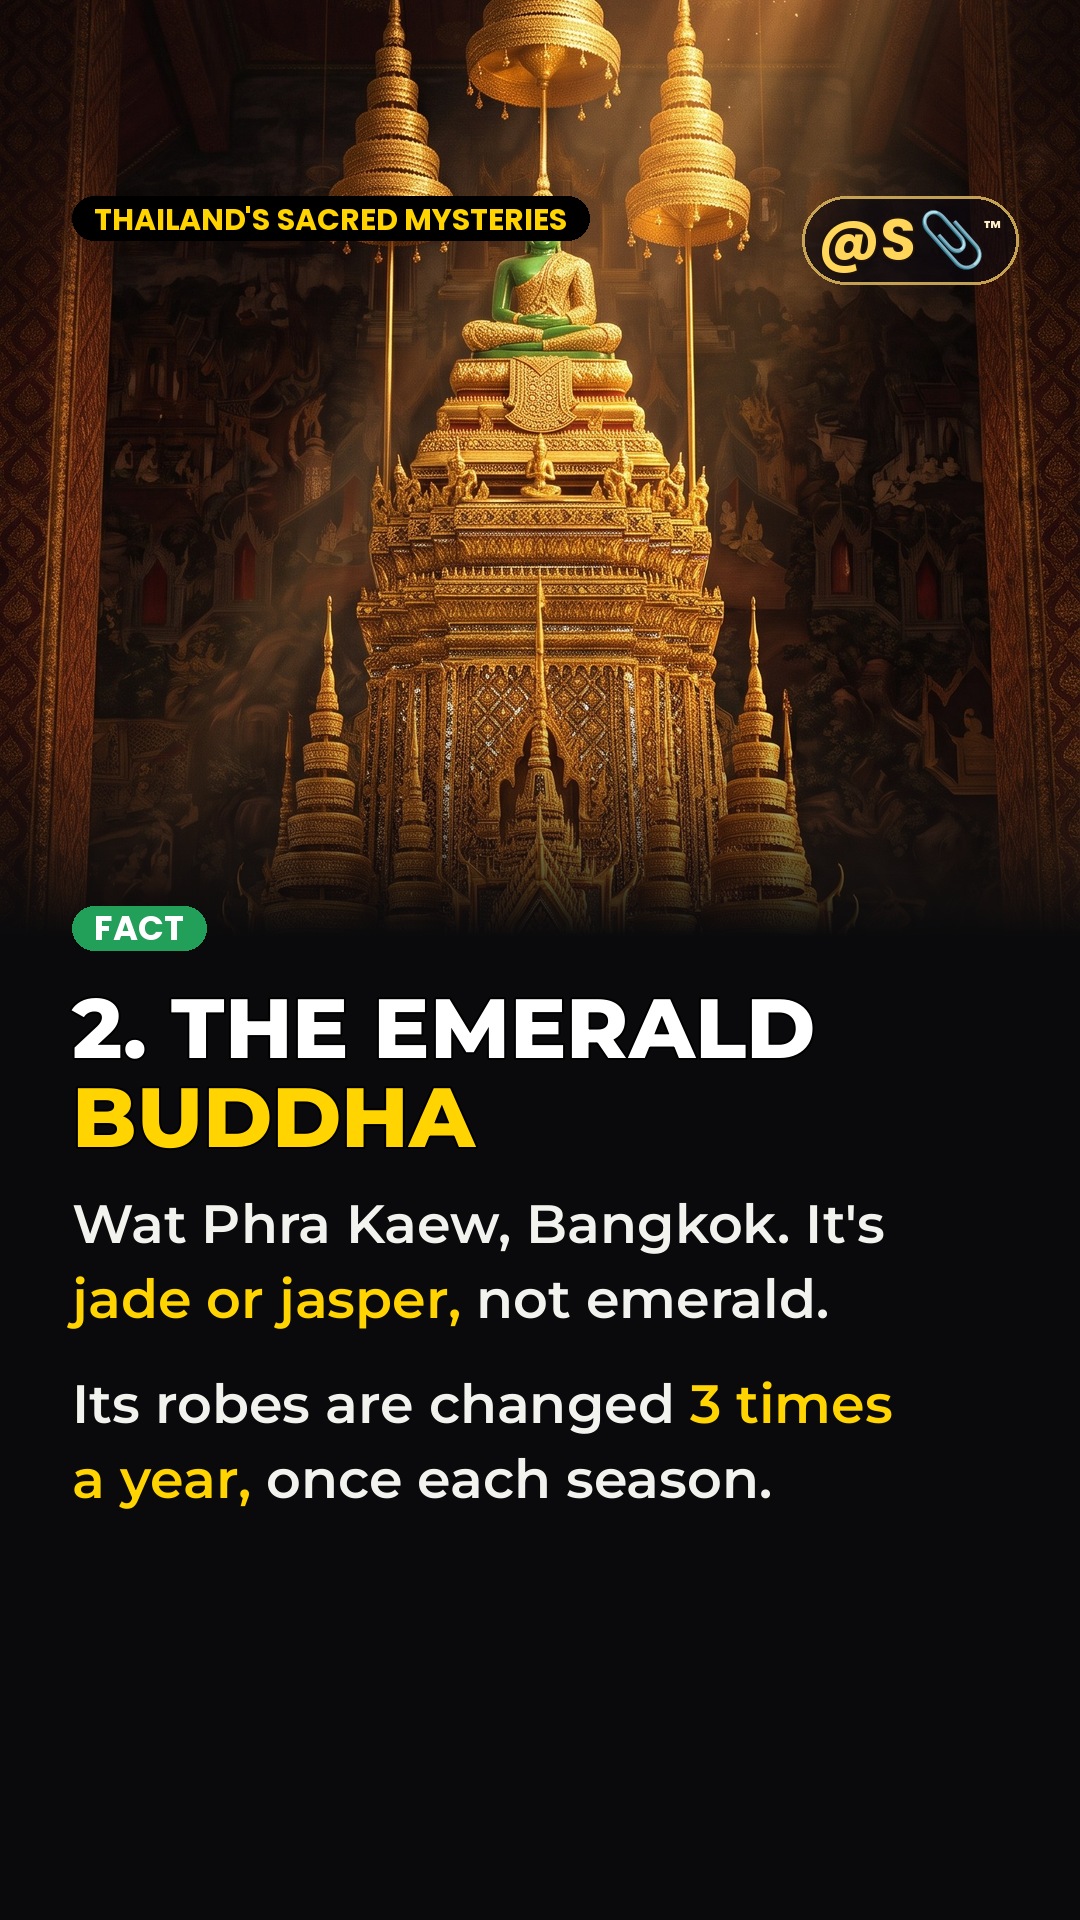 THAILAND'S SACRED MYSTERIES
@S📎™
FACT
2. THE EMERALD
BUDDHA
Wat Phra Kaew, Bangkok. It's
jade or jasper, not emerald.
Its robes are changed 3 times
a year, once each season.